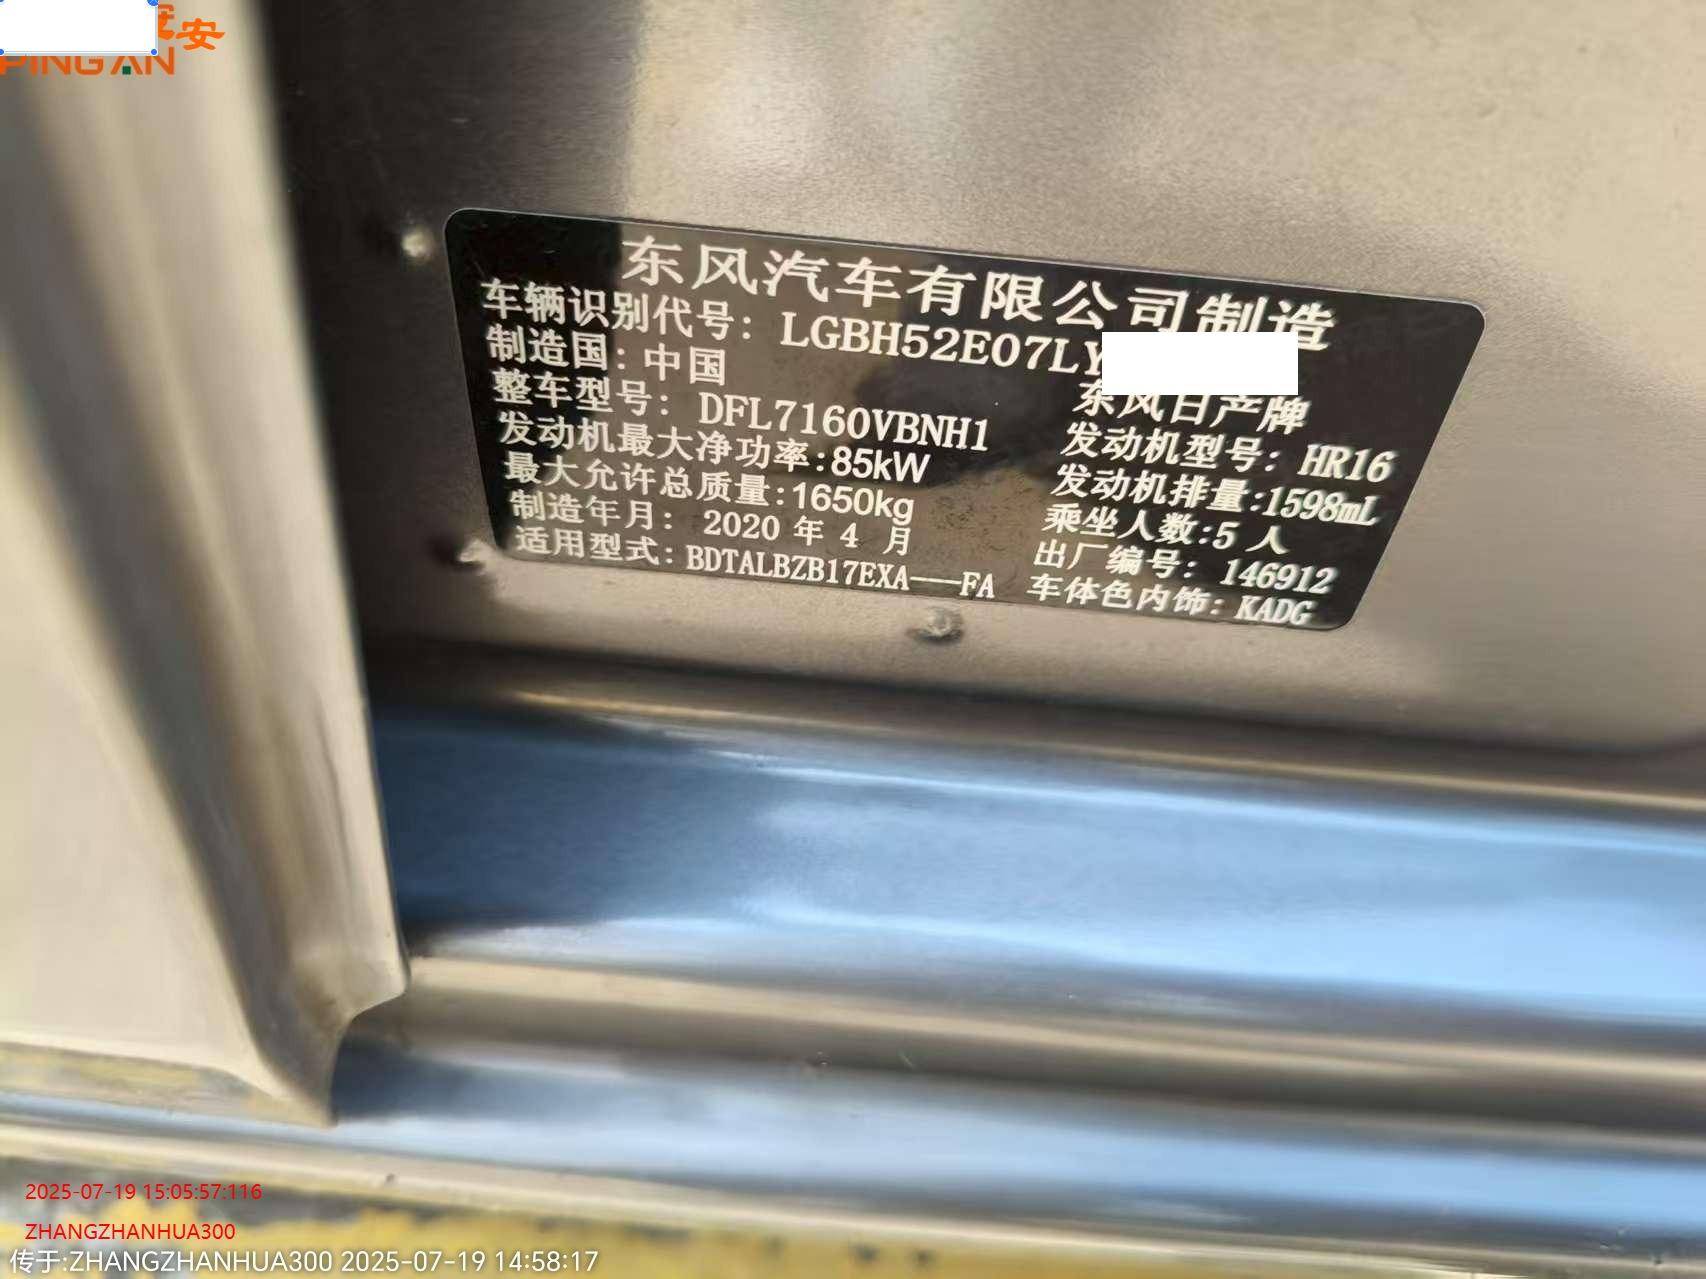 安
PING AN
东风汽车有限公司制造
车辆识别代号: LGBH52E07LY
制造国: 中国 东风日产牌
整车型号: DFL7160VBNH1 发动机型号: HR16
发动机最大净功率:85kW 发动机排量:1598mL
最大允许总质量:1650kg 乘坐人数:5 人
制造年月: 2020 年 4 月 出厂编号: 146912
适用型式: BDTALBZB17EXA---FA 车体色内饰: KADG
2025-07-19 15:05:57:116
ZHANGZHANHUA300
传于:ZHANGZHANHUA300 2025-07-19 14:58:17